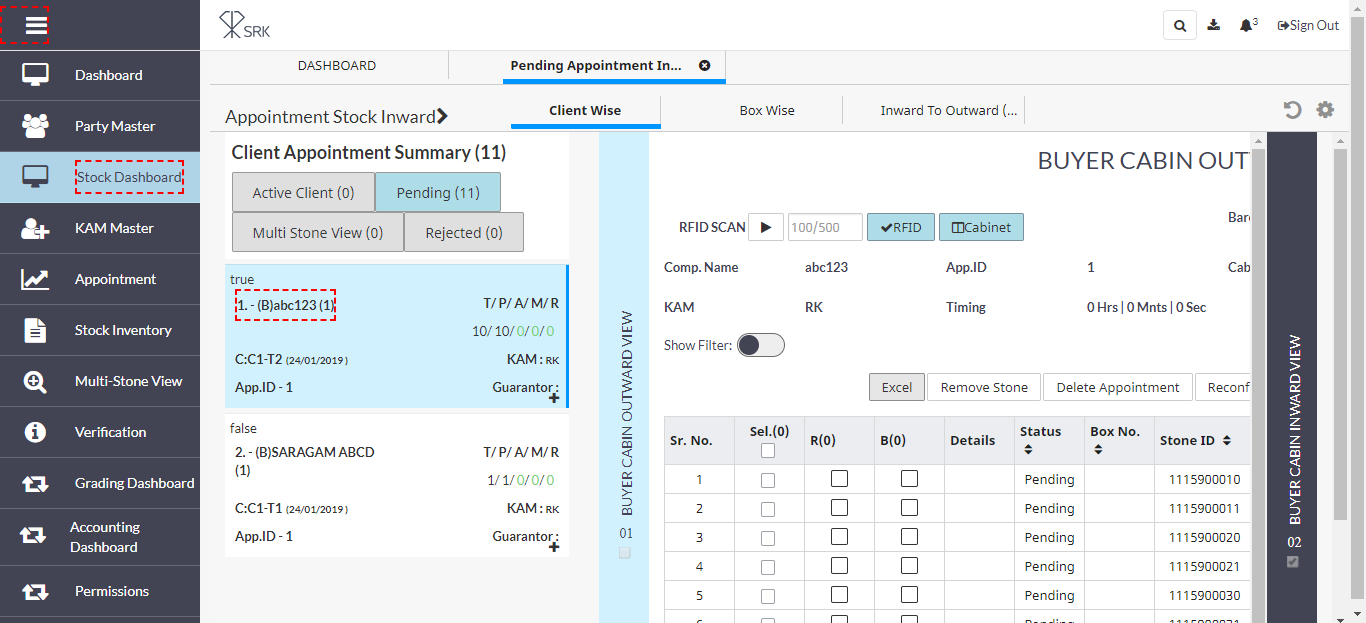 SRK
3
Sign Out
Dashboard
Party Master
Stock Dashboard
KAM Master
Appointment
Stock Inventory
Multi-Stone View
Verification
Grading Dashboard
Accounting
Dashboard
Permissions
DASHBOARD
Pending Appointment In...
Appointment Stock Inward
Client Wise
Box Wise
Inward To Outward (...
Client Appointment Summary (11)
Active Client (0)
Pending (11)
Multi Stone View (0)
Rejected (0)
true
1. - (B)abc123 (1)
T/ P/ A/ M/ R
10/ 10/ 0/ 0/ 0
C:C1-T2 (24/01/2019 )
KAM : RK
App.ID - 1
Guarantor :
false
2. - (B)SARAGAM ABCD
(1)
T/ P/ A/ M/ R
1/ 1/ 0/ 0/ 0
C:C1-T1 (24/01/2019 )
KAM : RK
App.ID - 1
Guarantor :
01 BUYER CABIN OUTWARD VIEW
BUYER CABIN OUT
RFID SCAN
100/500
RFID
Cabinet
Comp. Name
abc123
App.ID
1
Cab
KAM
RK
Timing
0 Hrs | 0 Mnts | 0 Sec
Show Filter:
Excel
Remove Stone
Delete Appointment
Reconf
Sr. No. Sel.(0) R(0) B(0) Details Status Box No. Stone ID
1 Pending 1115900010
2 Pending 1115900011
3 Pending 1115900020
4 Pending 1115900021
5 Pending 1115900030
02 BUYER CABIN INWARD VIEW